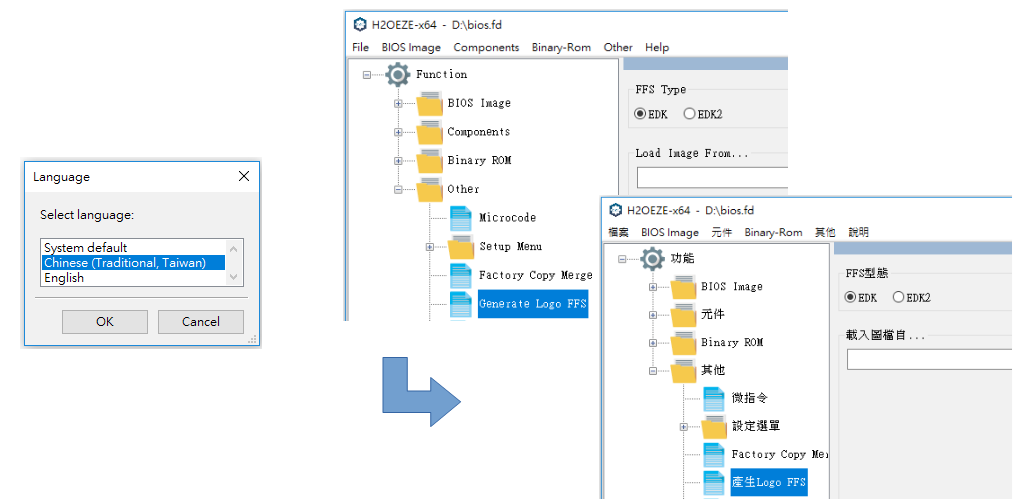 Language
Select language:
System default
Chinese (Traditional, Taiwan)
English
OK Cancel
H2OEZE-x64 - D:\bios.fd
File BIOS Image Components Binary-Rom Other Help
Function
BIOS Image
Components
Binary ROM
Other
Microcode
Setup Menu
Factory Copy Merge
Generate Logo FFS
FFS Type
EDK EDK2
Load Image From...
H2OEZE-x64 - D:\bios.fd
檔案 BIOS Image 元件 Binary-Rom 其他 說明
功能
BIOS Image
元件
Binary ROM
其他
微指令
設定選單
Factory Copy Mer
產生Logo FFS
FFS型態
EDK EDK2
載入圖檔自...